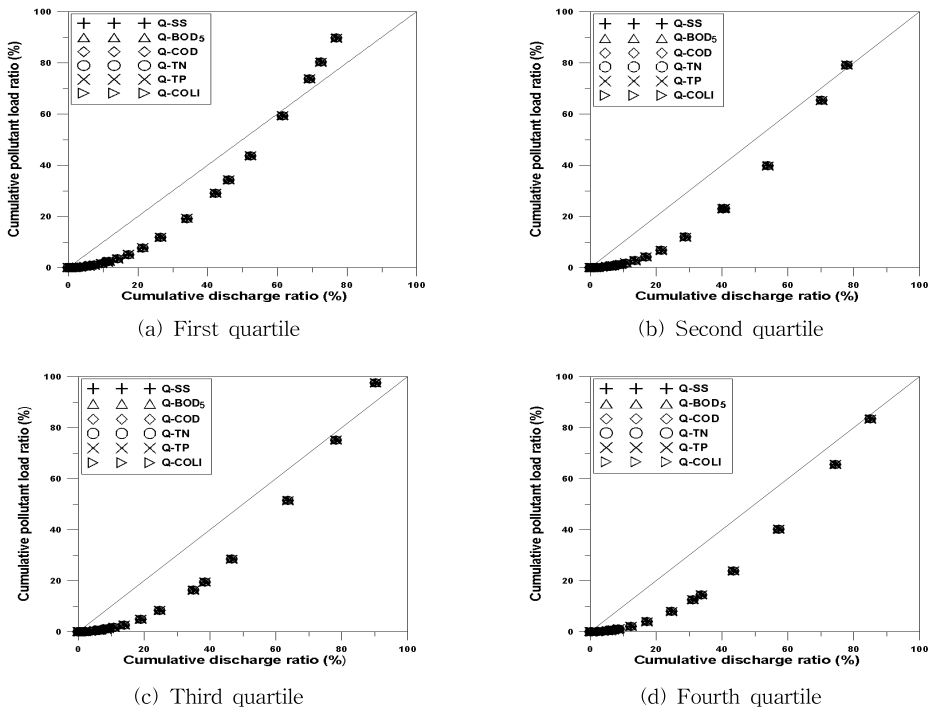 100
80
60
40
20
0
Cumulative pollutant load ratio (%)
Q-SS
Q-BOD5
Q-COD
Q-TN
Q-TP
Q-COLI
0 20 40 60 80 100
Cumulative discharge ratio (%)
(a) First quartile
100
80
60
40
20
0
Cumulative pollutant load ratio (%)
Q-SS
Q-BOD5
Q-COD
Q-TN
Q-TP
Q-COLI
0 20 40 60 80 100
Cumulative discharge ratio (%)
(b) Second quartile
100
80
60
40
20
0
Cumulative pollutant load ratio (%)
Q-SS
Q-BOD5
Q-COD
Q-TN
Q-TP
Q-COLI
0 20 40 60 80 100
Cumulative discharge ratio (%)
(c) Third quartile
100
80
60
40
20
0
Cumulative pollutant load ratio (%)
Q-SS
Q-BOD5
Q-COD
Q-TN
Q-TP
Q-COLI
0 20 40 60 80 100
Cumulative discharge ratio (%)
(d) Fourth quartile